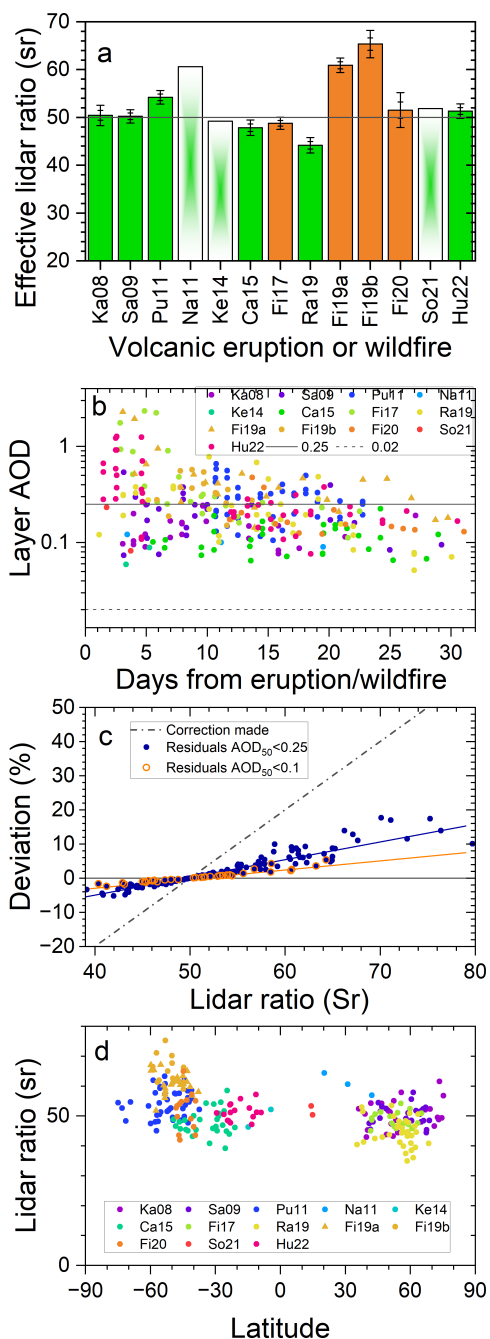 a
Effective lidar ratio (sr)
70
60
50
40
30
20
Ka08 Sa09 Pu11 Na11 Ke14 Ca15 Fi17 Ra19 Fi19a Fi19b Fi20 So21 Hu22
Volcanic eruption or wildfire
b
Ka08 Sa09 Pu11 Na11
Ke14 Ca15 Fi17 Ra19
Fi19a Fi19b Fi20 So21
Hu22 0.25 0.02
Layer AOD
1
0.1
0 5 10 15 20 25 30
Days from eruption/wildfire
c
Correction made
Residuals AOD50<0.25
Residuals AOD50<0.1
Deviation (%)
50
40
30
20
10
0
−10
−20
40 50 60 70 80
Lidar ratio (Sr)
d
Lidar ratio (sr)
50
0
Ka08 Sa09 Pu11 Na11 Ke14
Ca15 Fi17 Ra19 Fi19a Fi19b
Fi20 So21 Hu22
−90 −60 −30 0 30 60 90
Latitude